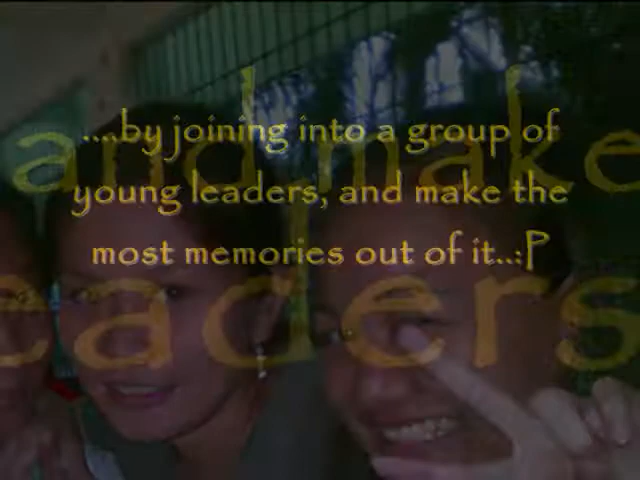 ....by joining into a group of
young leaders, and make the
most memories out of it..:P
and make
leaders